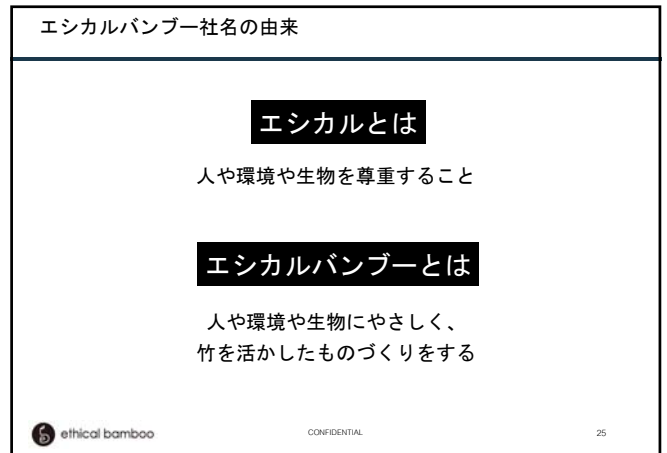 エシカルバンブー社名の由来
エシカルとは
人や環境や生物を尊重すること
エシカルバンブーとは
人や環境や生物にやさしく、
竹を活かしたものづくりをする
ethical bamboo
CONFIDENTIAL
25